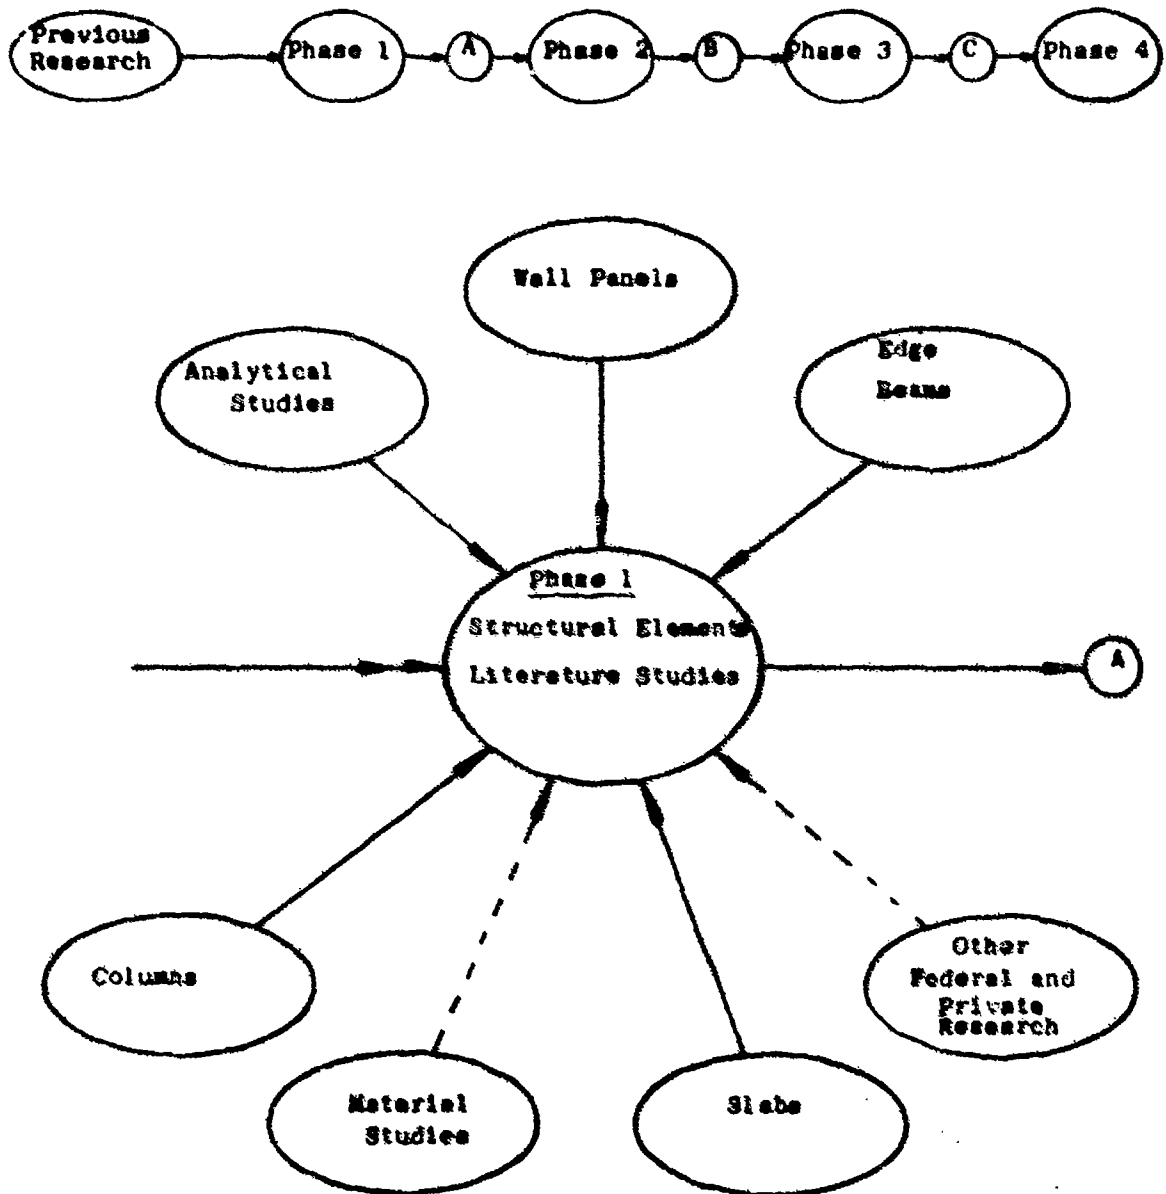 Previous
Research
Phase 1
A
Phase 2
B
Phase 3
C
Phase 4
Wall Panels
Analytical
Studies
Edge
Beams
Phase 1
Structural Elements
Literature Studies
A
Columns
Other
Federal and
Private
Research
Material
Studies
Slabs